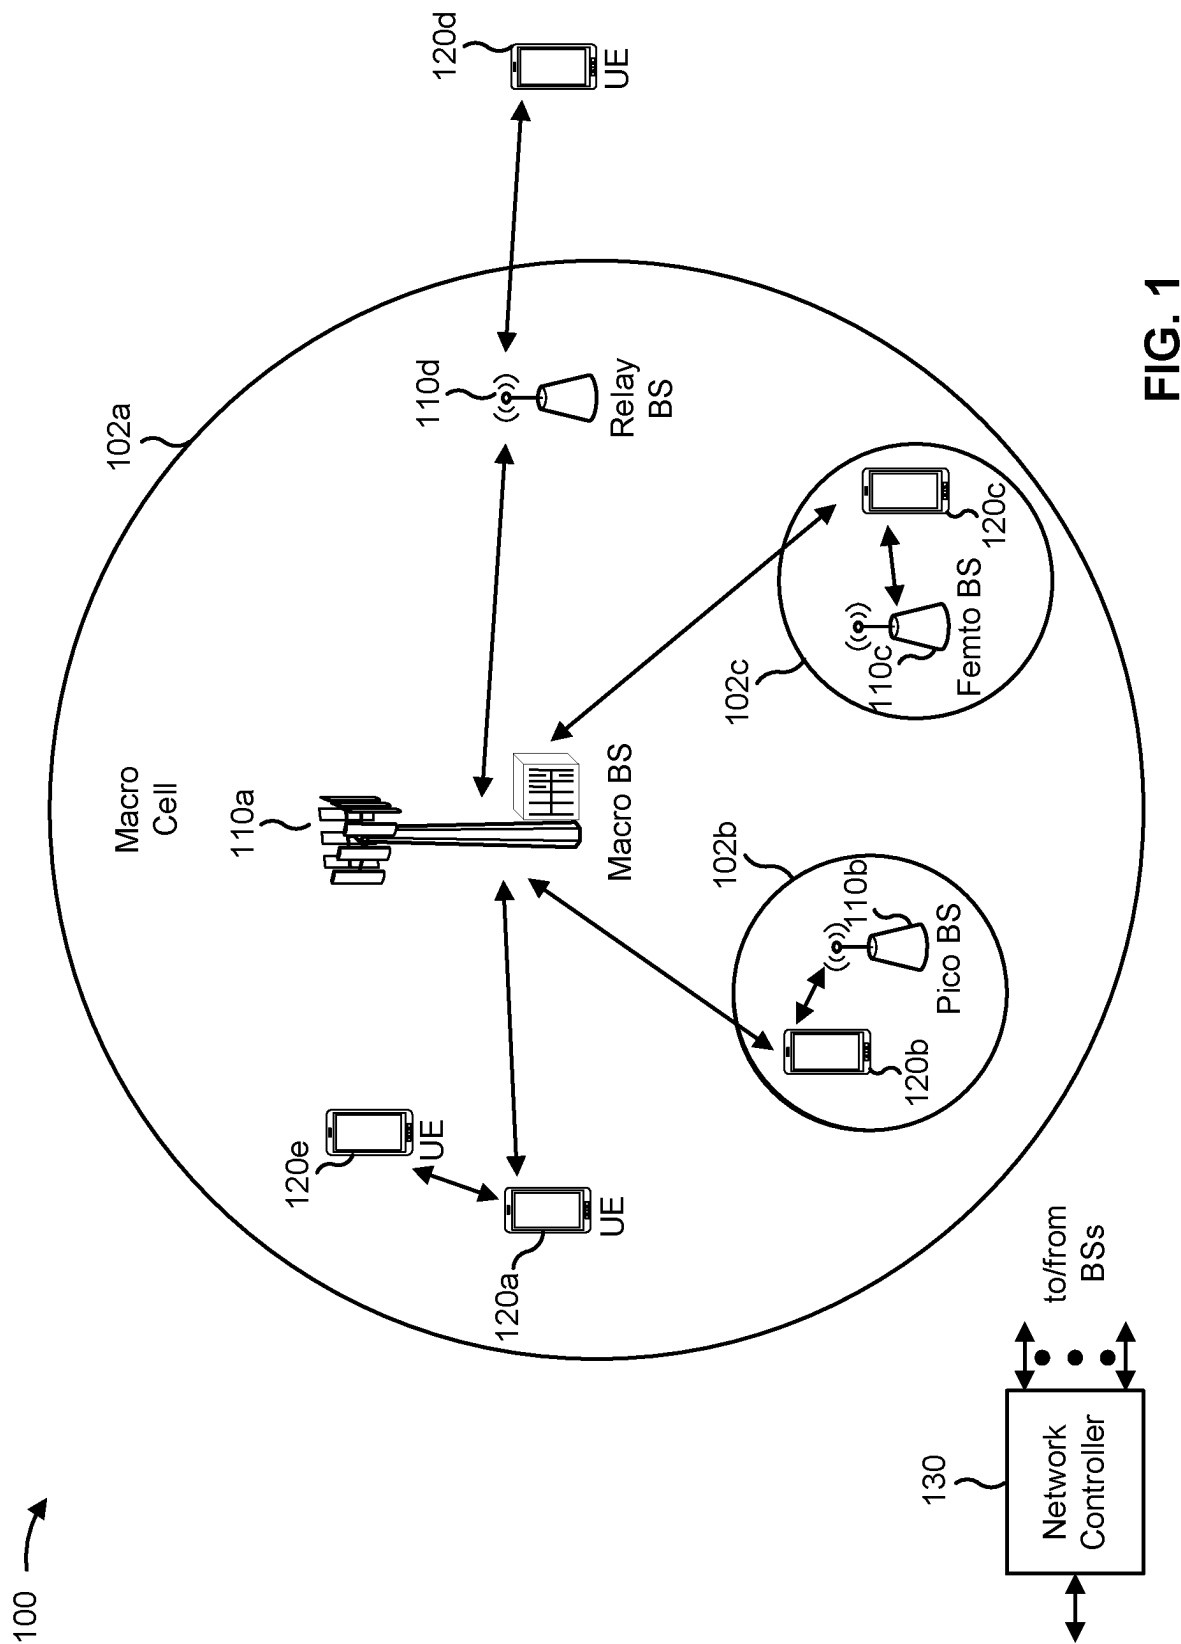 100
102a
Macro
Cell
110a
120e
UE
120a
UE
Macro BS
110d
Relay
BS
120d
UE
102b
110b
Pico BS
120b
102c
110c
Femto BS
120c
130
Network
Controller
to/from
BSs
FIG. 1